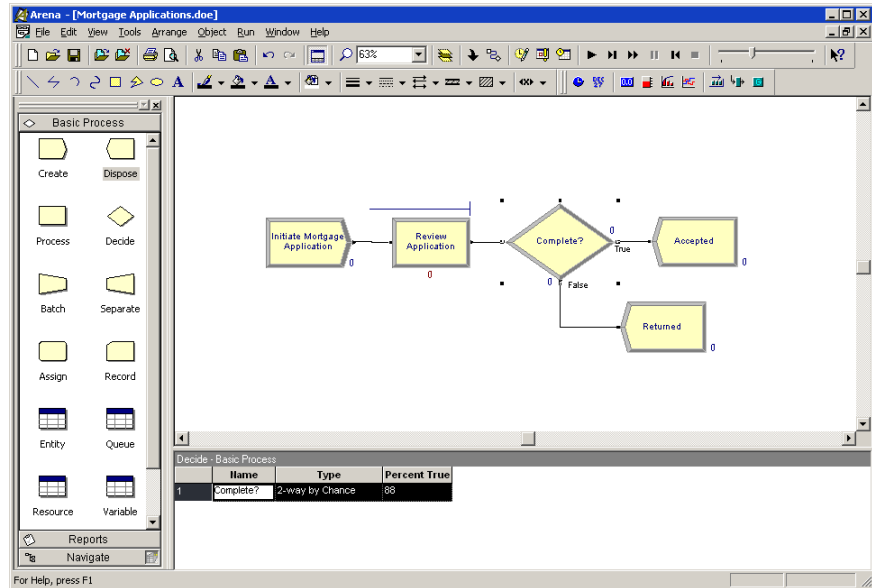 Arena - [Mortgage Applications.doe]
File Edit View Tools Arrange Object Run Window Help
63%
A A
Basic Process
Create Dispose
Process Decide
Batch Separate
Assign Record
Entity Queue
Resource Variable
Reports
Navigate
Initiate Mortgage
Application
0
Review
Application
0
Complete?
0
True
0
False
Accepted
0
Returned
0
Decide - Basic Process
Name Type Percent True
1 Complete? 2-way by Chance 88
For Help, press F1